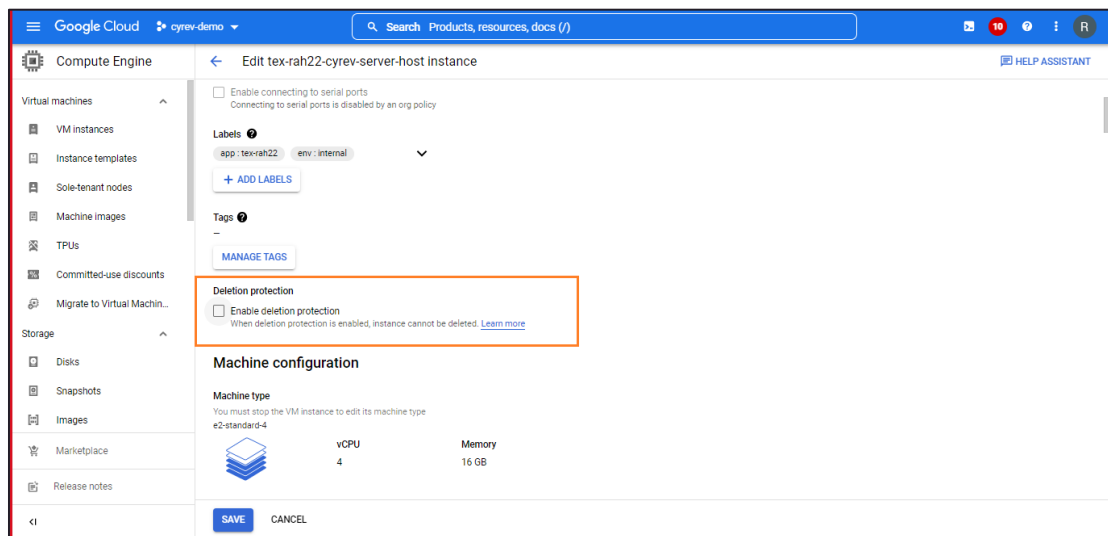 Google Cloud cyrev-demo Search Products, resources, docs (/) 10 R
Compute Engine
Edit tex-rah22-cyrev-server-host instance
HELP ASSISTANT
Virtual machines
VM instances
Instance templates
Sole-tenant nodes
Machine images
TPUs
Committed-use discounts
Migrate to Virtual Machin...
Storage
Disks
Snapshots
Images
Marketplace
Release notes
Enable connecting to serial ports
Connecting to serial ports is disabled by an org policy
Labels
app : tex-rah22 env : internal
+ ADD LABELS
Tags
–
MANAGE TAGS
Deletion protection
Enable deletion protection
When deletion protection is enabled, instance cannot be deleted. Learn more
Machine configuration
Machine type
You must stop the VM instance to edit its machine type
e2-standard-4
vCPU Memory
4 16 GB
SAVE CANCEL